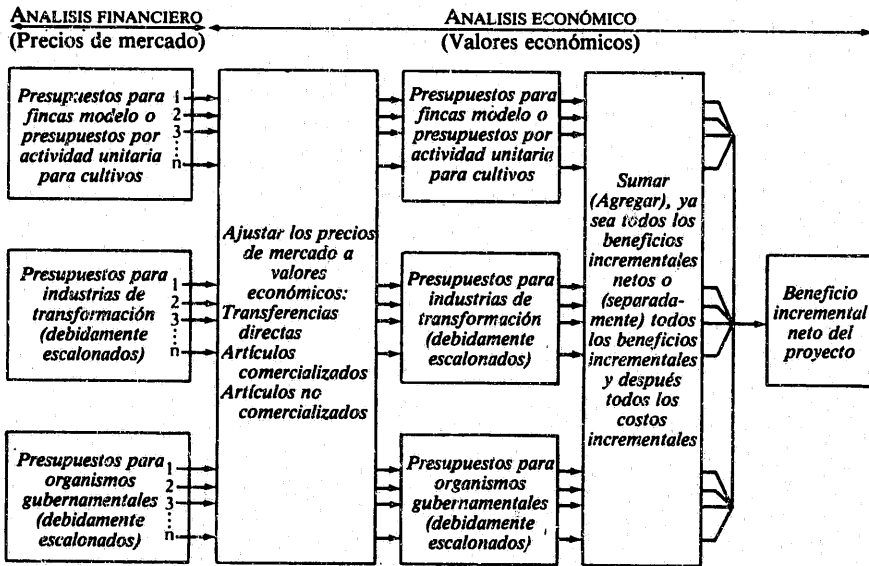 ANALISIS FINANCIERO
(Precios de mercado)
ANALISIS ECONÓMICO
(Valores económicos)
Presupuestos para
fincas modelo o
presupuestos por
actividad unitaria
para cultivos
1
2
3
n
Presupuestos para
industrias de
transformación
(debidamente
escalonados)
1
2
3
n
Presupuestos para
organismos
gubernamentales
(debidamente
escalonados)
1
2
3
n
Ajustar los precios
de mercado a
valores
económicos:
Transferencias
directas
Artículos
comercializados
Artículos no
comercializados
Presupuestos para
fincas modelo o
presupuestos por
actividad unitaria
para cultivos
Presupuestos para
industrias de
transformación
(debidamente
escalonados)
Presupuestos para
organismos
gubernamentales
(debidamente
escalonados)
Sumar
(Agregar), ya
sea todos los
beneficios
incrementales
netos o
(separada-
mente) todos
los beneficios
incrementales
y después
todos los
costos
incrementales
Beneficio
incremental
neto del
proyecto